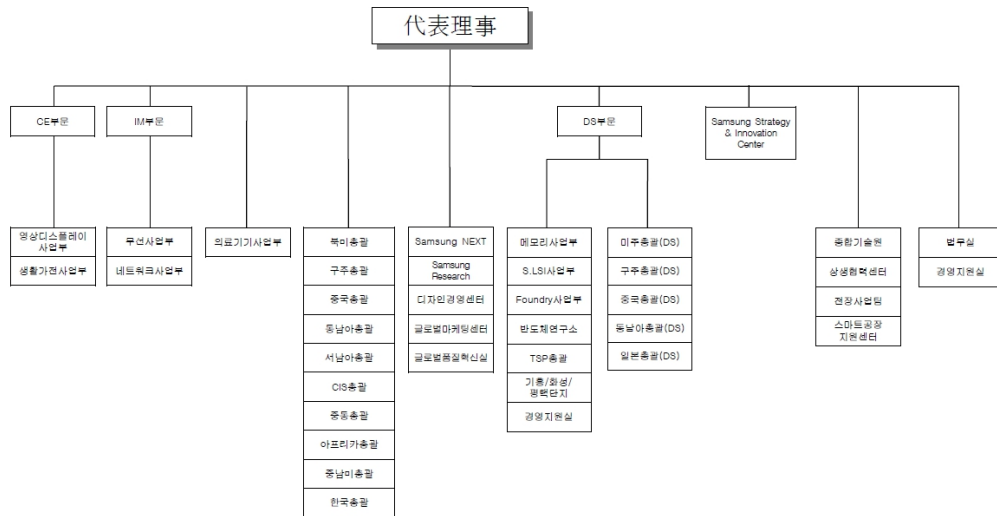 代表理事
CE부문
IM부문
DS부문
Samsung Strategy
& Innovation
Center
영상디스플레이
사업부
생활가전사업부
무선사업부
네트워크사업부
의료기기사업부
북미총괄
구주총괄
중국총괄
동남아총괄
서남아총괄
CIS총괄
중동총괄
아프리카총괄
중남미총괄
한국총괄
Samsung NEXT
Samsung
Research
디자인경영센터
글로벌마케팅센터
글로벌품질혁신실
메모리사업부
S.LSI사업부
Foundry사업부
반도체연구소
TSP총괄
기흥/화성/
평택단지
경영지원실
미주총괄(DS)
구주총괄(DS)
중국총괄(DS)
동남아총괄(DS)
일본총괄(DS)
종합기술원
상생협력센터
전장사업팀
스마트공장
지원센터
법무실
경영지원실